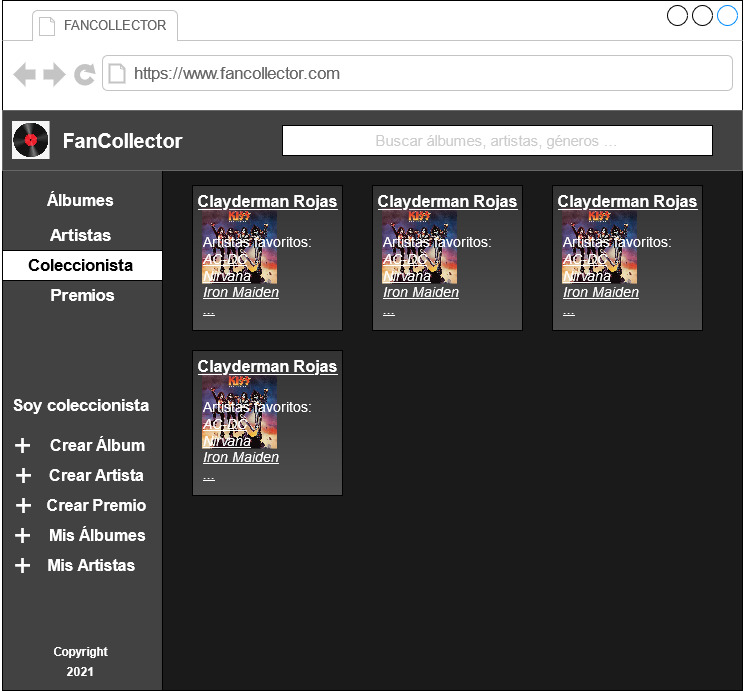 FANCOLLECTOR
https://www.fancollector.com
FanCollector
Buscar álbumes, artistas, géneros ...
Álbumes
Artistas
Coleccionista
Premios
Soy coleccionista
+ Crear Álbum
+ Crear Artista
+ Crear Premio
+ Mis Álbumes
+ Mis Artistas
Copyright
2021
Clayderman Rojas
KISS
Artistas favoritos:
AC-DC
Nirvana
Iron Maiden
...
Clayderman Rojas
KISS
Artistas favoritos:
AC-DC
Nirvana
Iron Maiden
...
Clayderman Rojas
KISS
Artistas favoritos:
AC-DC
Nirvana
Iron Maiden
...
Clayderman Rojas
KISS
Artistas favoritos:
AC-DC
Nirvana
Iron Maiden
...